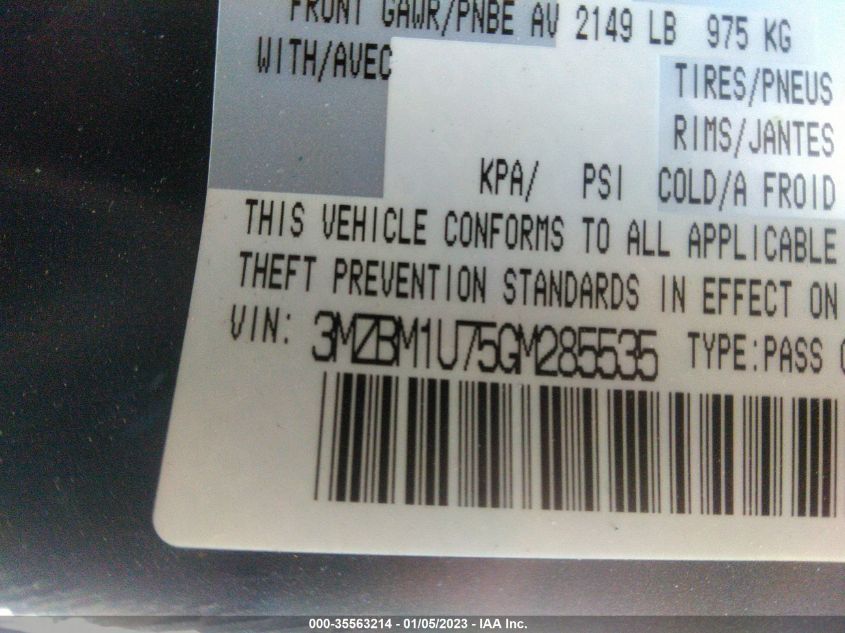 FRONT GAWR/PNBE AV 2149 LB 975 KG
WITH/AVEC
TIRES/PNEUS
RIMS/JANTES
KPA/ PSI COLD/A FROID
THIS VEHICLE CONFORMS TO ALL APPLICABLE
THEFT PREVENTION STANDARDS IN EFFECT ON
VIN: 3MZBM1U75GM285535 TYPE:PASS
000-35563214 - 01/05/2023 - IAA Inc.